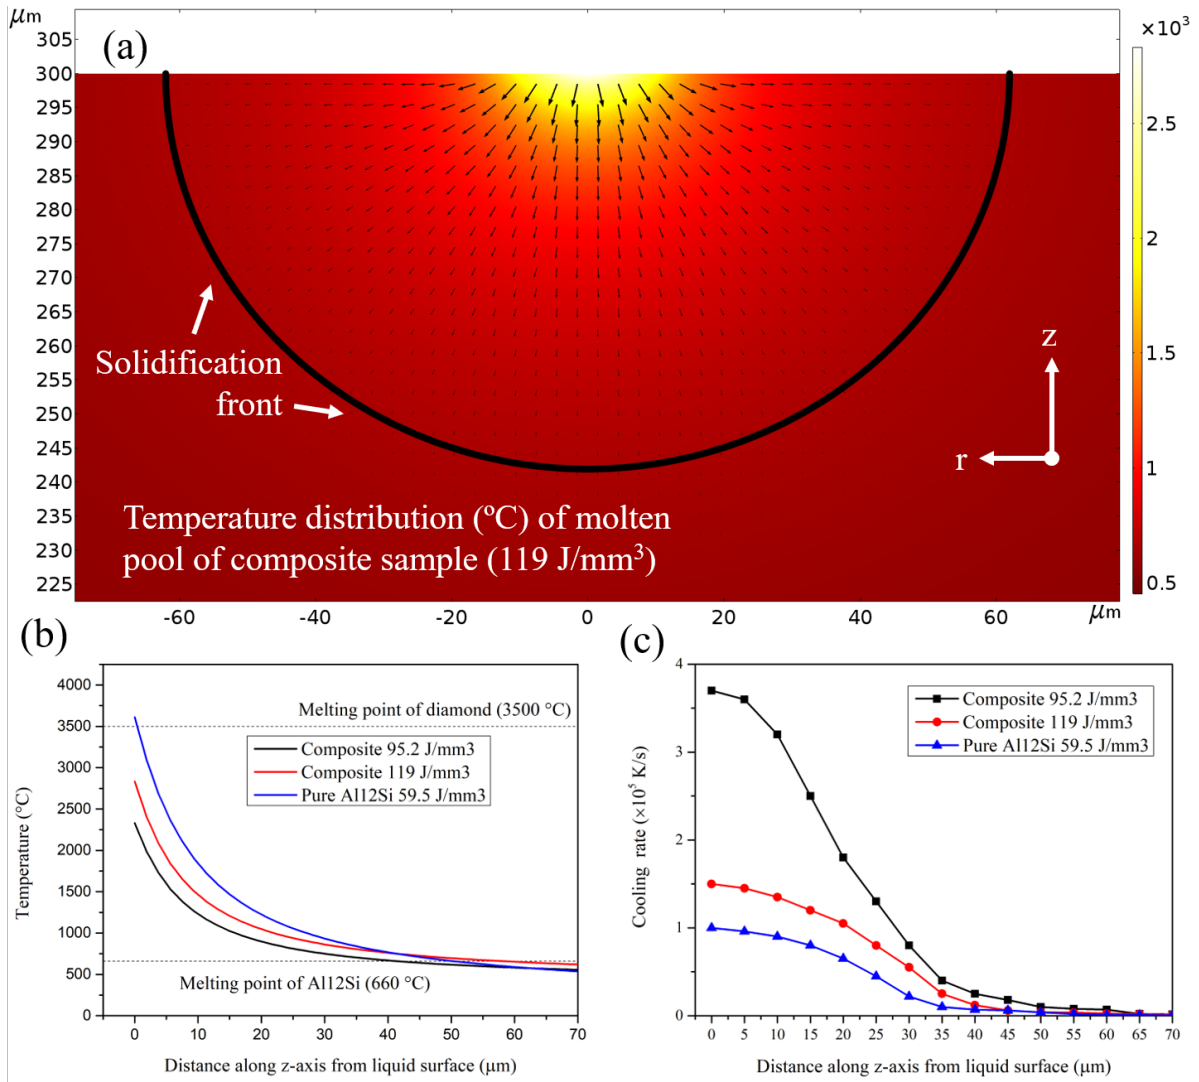 μm
(a)
×10³
305
300
295
290
285
280
275
270
265
260
255
250
245
240
235
230
225
2.5
2
1.5
1
0.5
Solidification
front
z
r
Temperature distribution (ºC) of molten
pool of composite sample (119 J/mm³)
-60 -40 -20 0 20 40 60 μm
(b)
4000
3500
3000
2500
2000
1500
1000
500
0
Temperature (°C)
Melting point of diamond (3500 °C)
Composite 95.2 J/mm3
Composite 119 J/mm3
Pure Al12Si 59.5 J/mm3
Melting point of Al12Si (660 °C)
0 10 20 30 40 50 60 70
Distance along z-axis from liquid surface (μm)
(c)
4
3
2
1
0
Cooling rate (×10⁵ K/s)
Composite 95.2 J/mm3
Composite 119 J/mm3
Pure Al12Si 59.5 J/mm3
0 5 10 15 20 25 30 35 40 45 50 55 60 65 70
Distance along z-axis from liquid surface (μm)